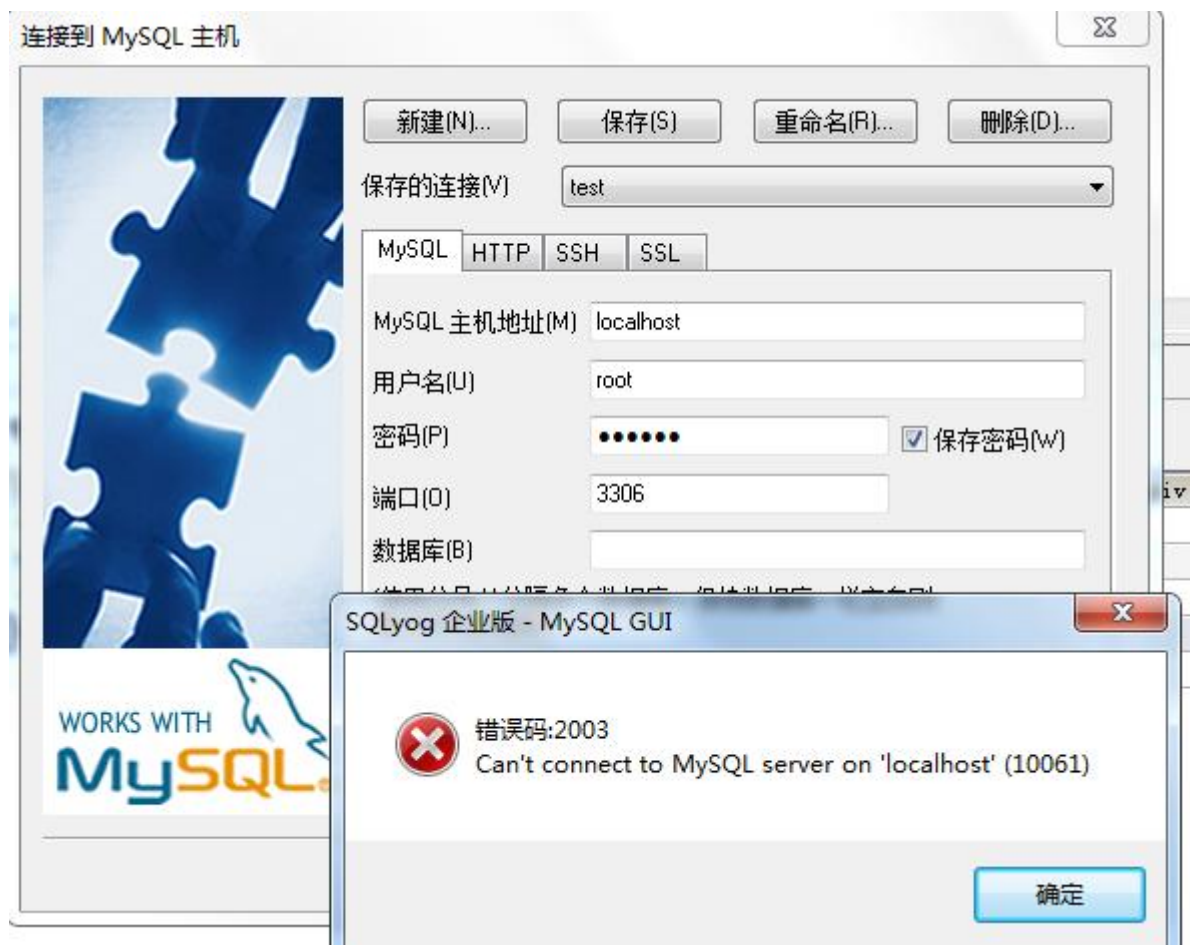 连接到 MySQL 主机
新建(N)...
保存(S)
重命名(R)...
删除(D)...
保存的连接(V)
test
MySQL
HTTP
SSH
SSL
MySQL 主机地址(M)
localhost
用户名(U)
root
密码(P)
••••••
保存密码(W)
端口(O)
3306
iv
数据库(B)
SQLyog 企业版 - MySQL GUI
错误码:2003
Can't connect to MySQL server on 'localhost' (10061)
确定
WORKS WITH
MySQL